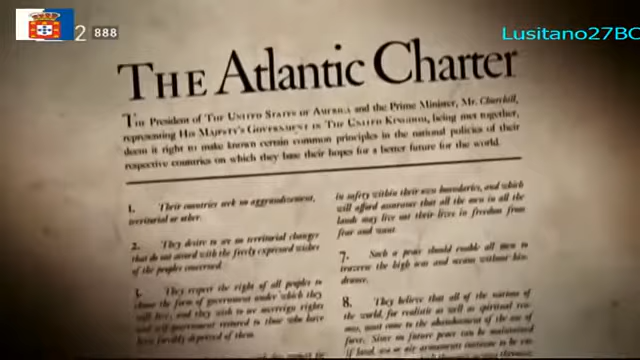 2 888
Lusitano27BC
THE Atlantic Charter
The President of THE UNITED STATES OF AMERICA and the Prime Minister, Mr. Churchill,
representing HIS MAJESTY'S GOVERNMENT IN THE UNITED KINGDOM, being met together,
deem it right to make known certain common principles in the national policies of their
respective countries on which they base their hopes for a better future for the world.
1. Their countries seek no aggrandizement,
territorial or other.
2. They desire to see no territorial changes
that do not accord with the freely expressed wishes
of the peoples concerned.
3. They respect the right of all peoples to
choose the form of government under which they
will live; and they wish to see sovereign rights
and self-government restored to those who have
been forcibly deprived of them.
in safety within their own boundaries, and which
will afford assurance that all the men in all the
lands may live out their lives in freedom from
fear and want.
7. Such a peace should enable all men to
traverse the high seas and oceans without hin-
drance.
8. They believe that all of the nations of
the world, for realistic as well as spiritual rea-
sons, must come to the abandonment of the use of
force. Since no future peace can be maintained
if land, sea or air armaments continue to be